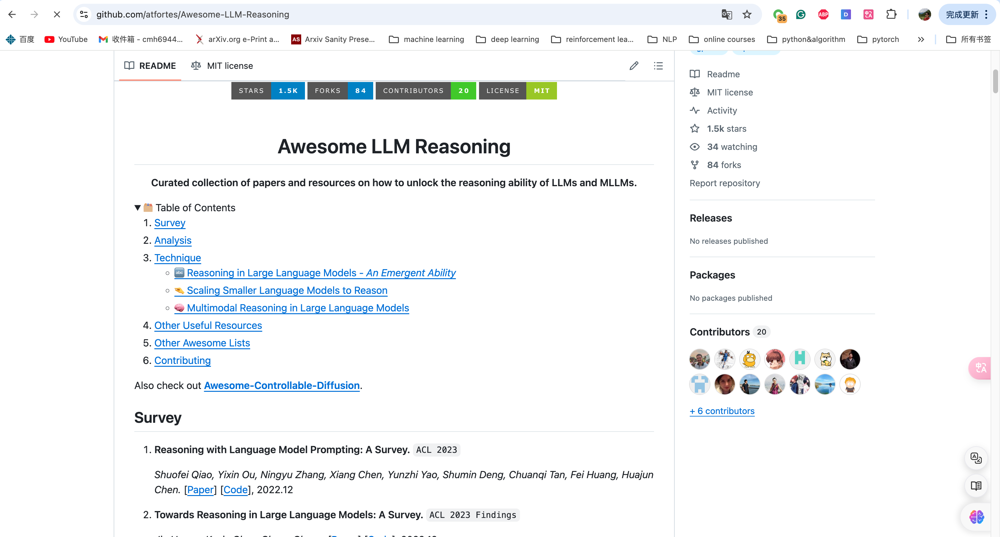 github.com/atfortes/Awesome-LLM-Reasoning
35
ABP
D
中A
完成更新
百度
YouTube
收件箱 - cmh6944...
arXiv.org e-Print a...
AS Arxiv Sanity Prese...
machine learning
deep learning
reinforcement lea...
NLP
online courses
python&algorithm
pytorch
所有书签
README
MIT license
STARS 1.5K
FORKS 84
CONTRIBUTORS 20
LICENSE MIT
Awesome LLM Reasoning
Curated collection of papers and resources on how to unlock the reasoning ability of LLMs and MLLMs.
Table of Contents
1. Survey
2. Analysis
3. Technique
abc Reasoning in Large Language Models - An Emergent Ability
Scaling Smaller Language Models to Reason
Multimodal Reasoning in Large Language Models
4. Other Useful Resources
5. Other Awesome Lists
6. Contributing
Also check out Awesome-Controllable-Diffusion.
Survey
1. Reasoning with Language Model Prompting: A Survey. ACL 2023
Shuofei Qiao, Yixin Ou, Ningyu Zhang, Xiang Chen, Yunzhi Yao, Shumin Deng, Chuanqi Tan, Fei Huang, Huajun
Chen. [Paper] [Code], 2022.12
2. Towards Reasoning in Large Language Models: A Survey. ACL 2023 Findings
Readme
MIT license
Activity
1.5k stars
34 watching
84 forks
Report repository
Releases
No releases published
Packages
No packages published
Contributors 20
+ 6 contributors
中A